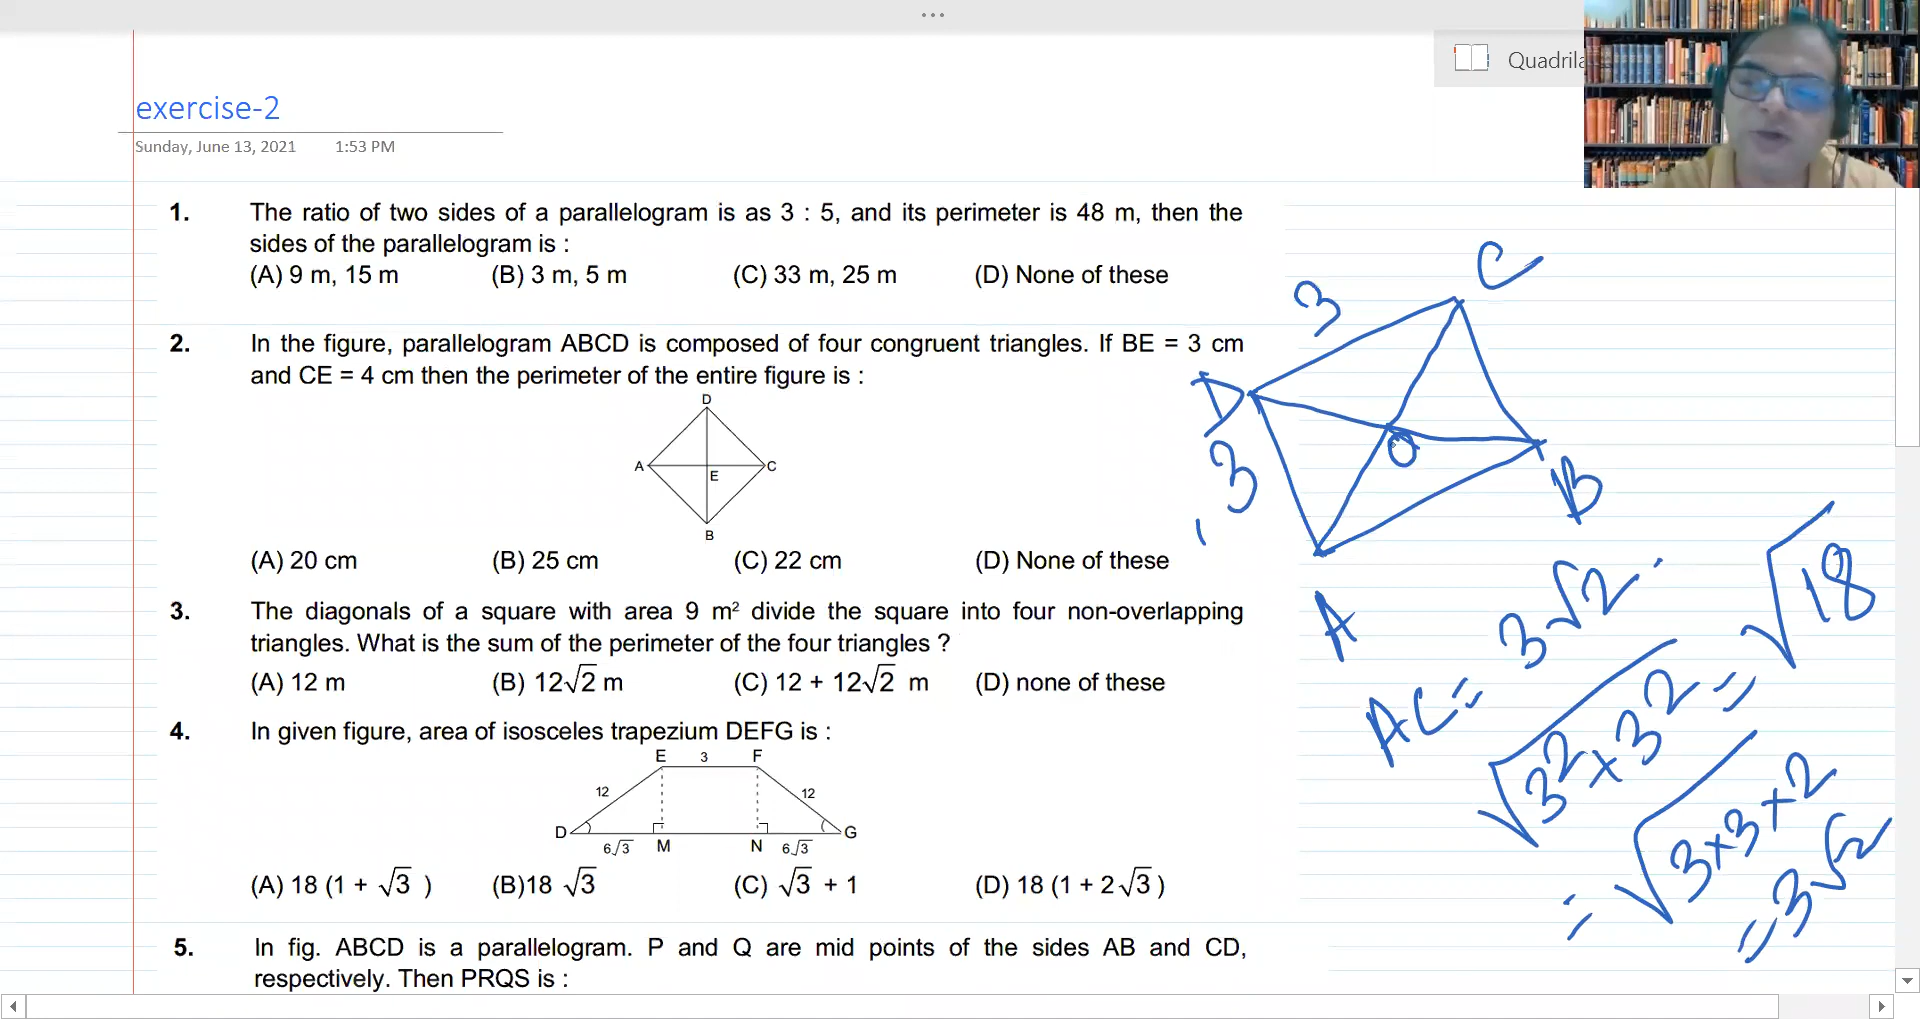 Quadrila
exercise-2
Sunday, June 13, 2021 1:53 PM
1. The ratio of two sides of a parallelogram is as 3 : 5, and its perimeter is 48 m, then the
sides of the parallelogram is :
(A) 9 m, 15 m (B) 3 m, 5 m (C) 33 m, 25 m (D) None of these
2. In the figure, parallelogram ABCD is composed of four congruent triangles. If BE = 3 cm
and CE = 4 cm then the perimeter of the entire figure is :
D
A C
E
B
(A) 20 cm (B) 25 cm (C) 22 cm (D) None of these
3. The diagonals of a square with area 9 m² divide the square into four non-overlapping
triangles. What is the sum of the perimeter of the four triangles ?
(A) 12 m (B) 12√2 m (C) 12 + 12√2 m (D) none of these
4. In given figure, area of isosceles trapezium DEFG is :
E 3 F
12 12
D G
6√3 M N 6√3
(A) 18 (1 + √3 ) (B)18 √3 (C) √3 + 1 (D) 18 (1 + 2√3)
5. In fig. ABCD is a parallelogram. P and Q are mid points of the sides AB and CD,
respectively. Then PRQS is :
C
3
D
O
3
B
A
AC = 3√2
√3²×3² = √18
= √3×3×2
= 3√2